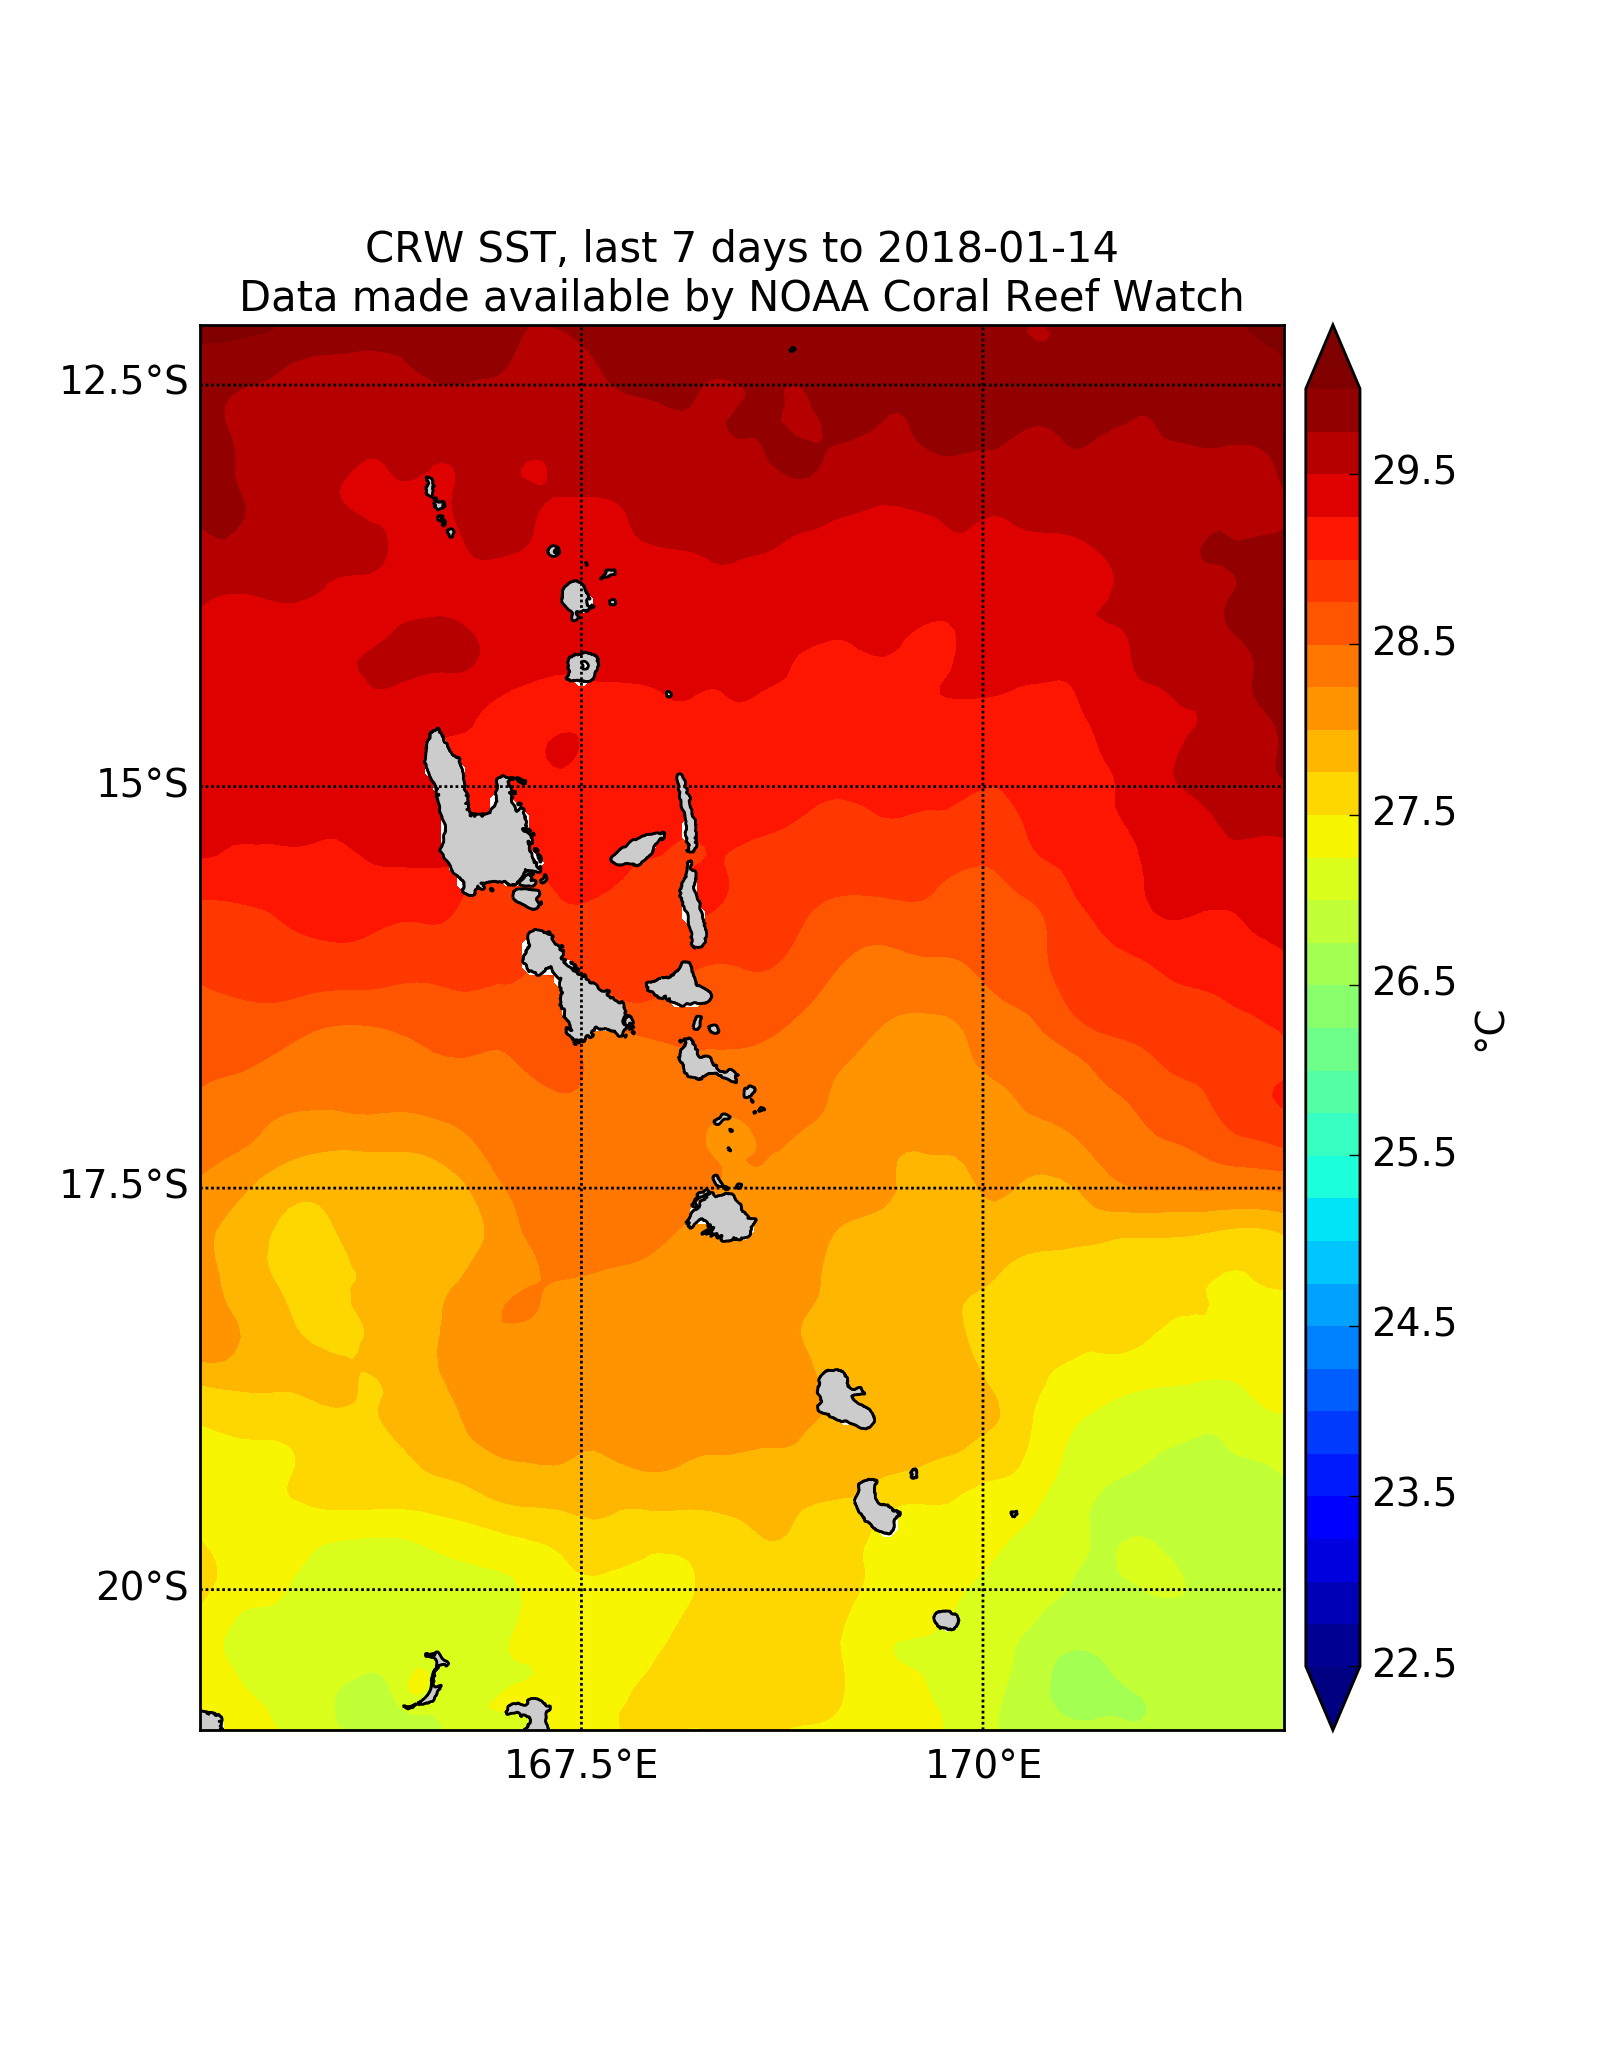 CRW SST, last 7 days to 2018-01-14
Data made available by NOAA Coral Reef Watch
12.5°S
15°S
17.5°S
20°S
167.5°E
170°E
29.5
28.5
27.5
26.5
25.5
24.5
23.5
22.5
°C